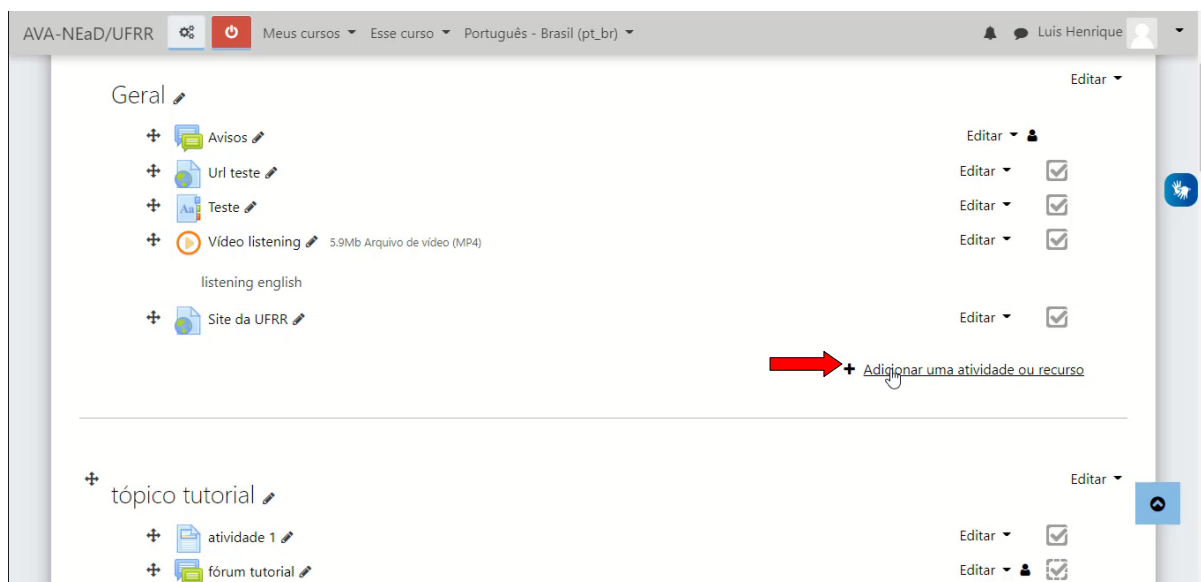 AVA-NEaD/UFRR Meus cursos Esse curso Português - Brasil (pt_br) Luis Henrique
Editar
Geral
Avisos Editar
Url teste Editar
Aa Teste Editar
Vídeo listening 5.9Mb Arquivo de vídeo (MP4) Editar
listening english
Site da UFRR Editar
+ Adicionar uma atividade ou recurso
Editar
tópico tutorial
atividade 1 Editar
fórum tutorial Editar